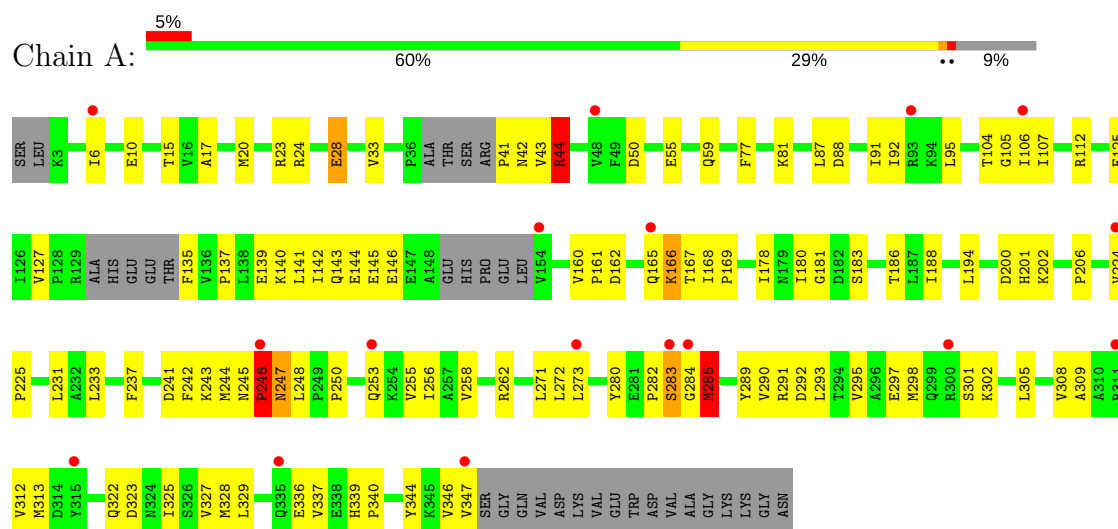 5%
Chain A:
60% 29% •• 9%
SER LEU K3 I6 E10 T15 V16 A17 M20 R23 R24 E28 V33 P36 ALA THR SER ARG P41 N42 V43 R44 V48 F49 D50 E55 Q59 F77 K81 L87 D88 I91 I92 R93 K94 L95 T104 G105 I106 I107 R112
I126 V127 P128 R129 ALA HIS GLU GLU THR F135 V136 P137 L138 E139 K140 L141 I142 Q143 E144 E145 E146 E147 A148 GLU HIS PRO GLU LEU V154 V160 P161 D162 Q165 K166 T167 I168 P169 I178 N179 I180 G181 D182 S183 T186 L187 I188 L194 D200 H201 K202 P206 V224
P225 L231 A232 L233 F237 D241 F242 K243 M244 N245 P246 N247 L248 P249 P250 Q253 K254 V255 I256 A257 V258 R262 L271 L272 L273 Y280 E281 P282 S283 G284 M285 Y289 V290 R291 D292 L293 T294 V295 A296 E297 M298 Q299 R300 S301 K302 L305 V308 A309 A310 R311
V312 M313 D314 Y315 Q322 D323 N324 I325 S326 V327 M328 L329 Q335 E336 V337 E338 H339 P340 Y344 K345 V346 V347 SER GLY GLN VAL ASP LYS VAL GLU TRP ASP VAL ALA GLY LYS LYS GLY ASN